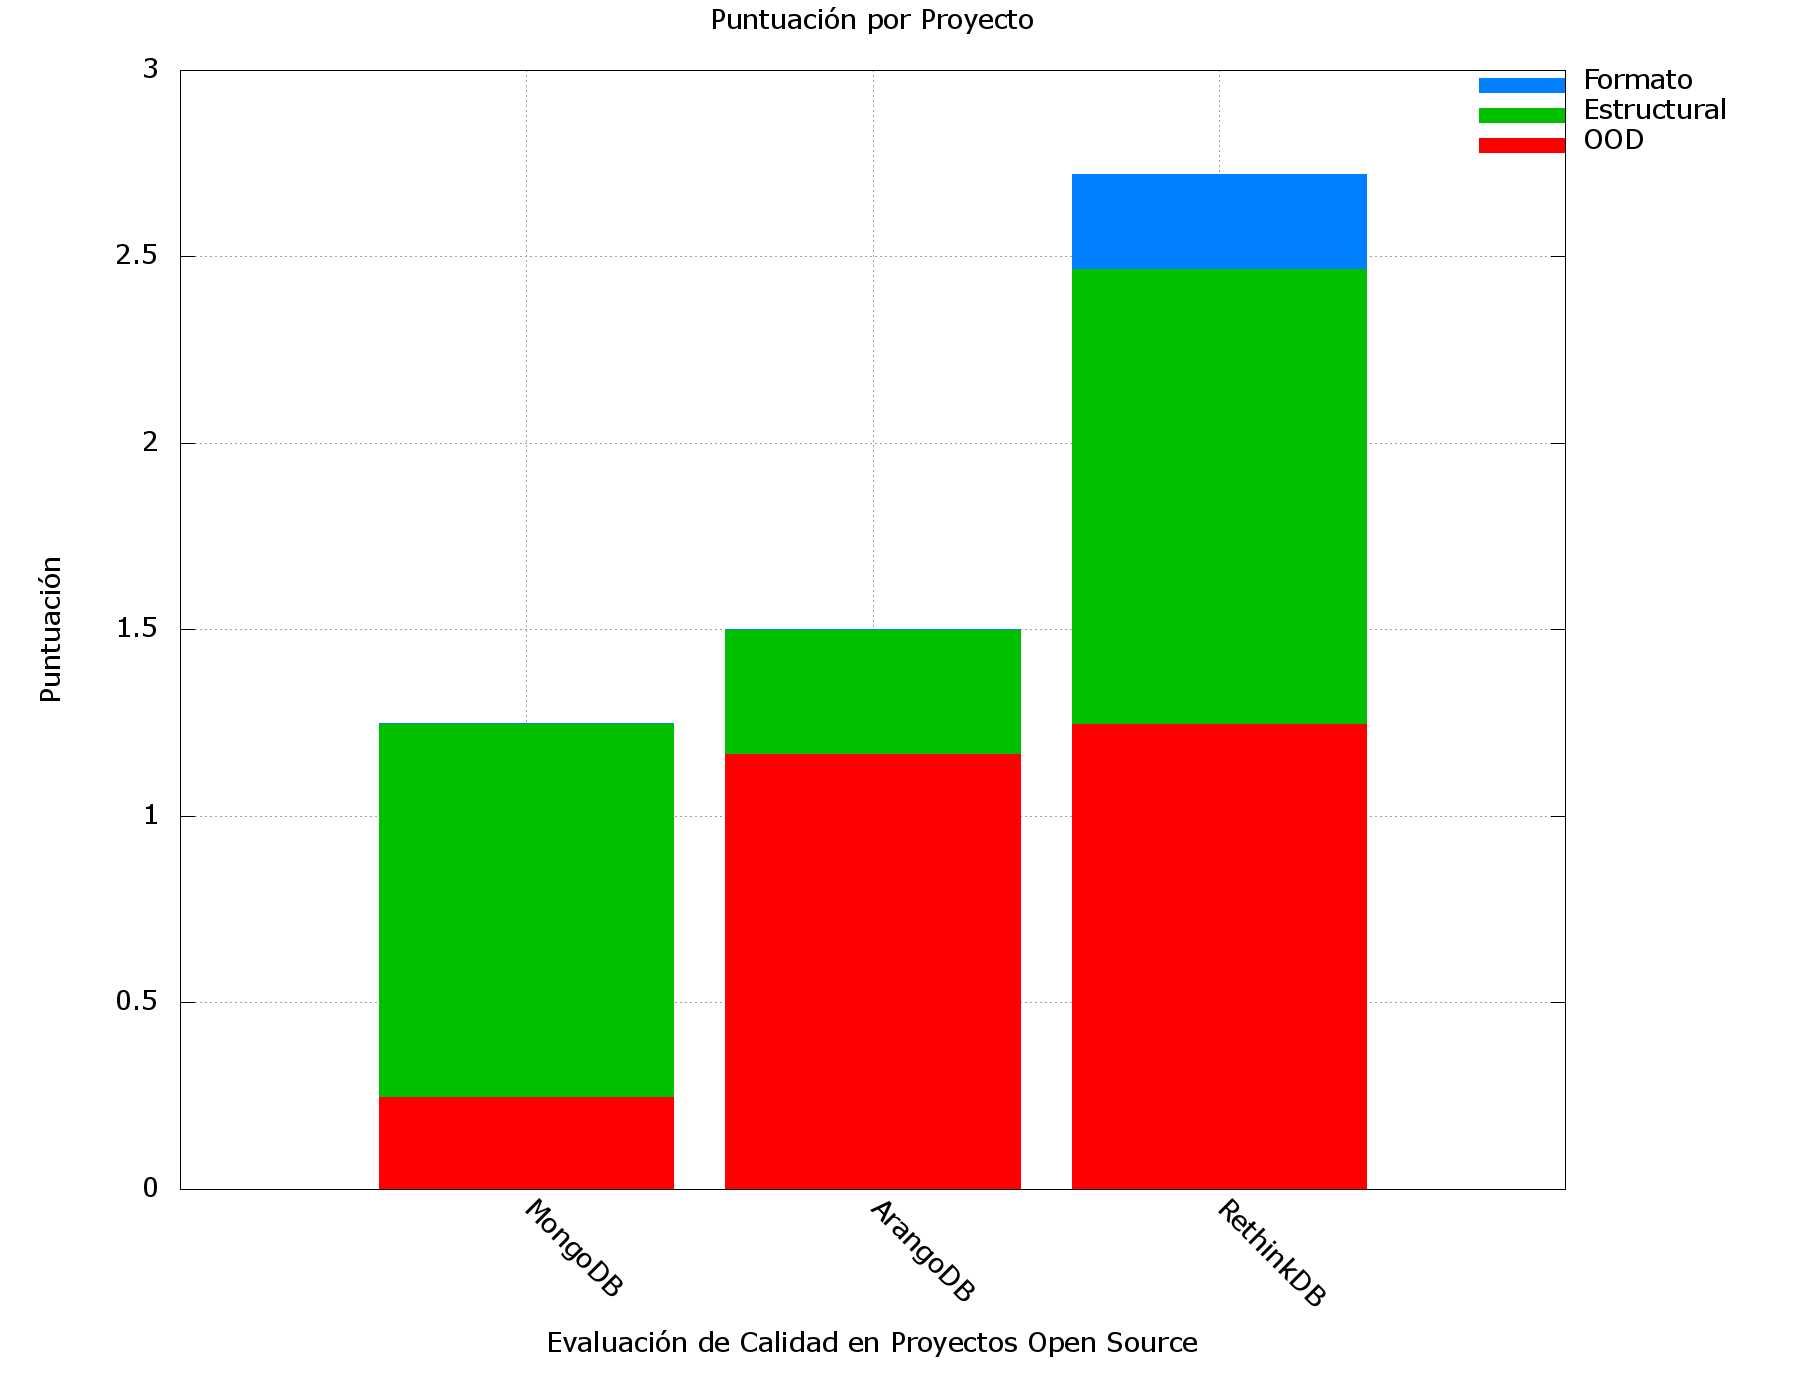 Puntuación por Proyecto
3
2.5
2
1.5
1
0.5
0
Puntuación
Formato
Estructural
OOD
MongoDB
ArangoDB
RethinkDB
Evaluación de Calidad en Proyectos Open Source